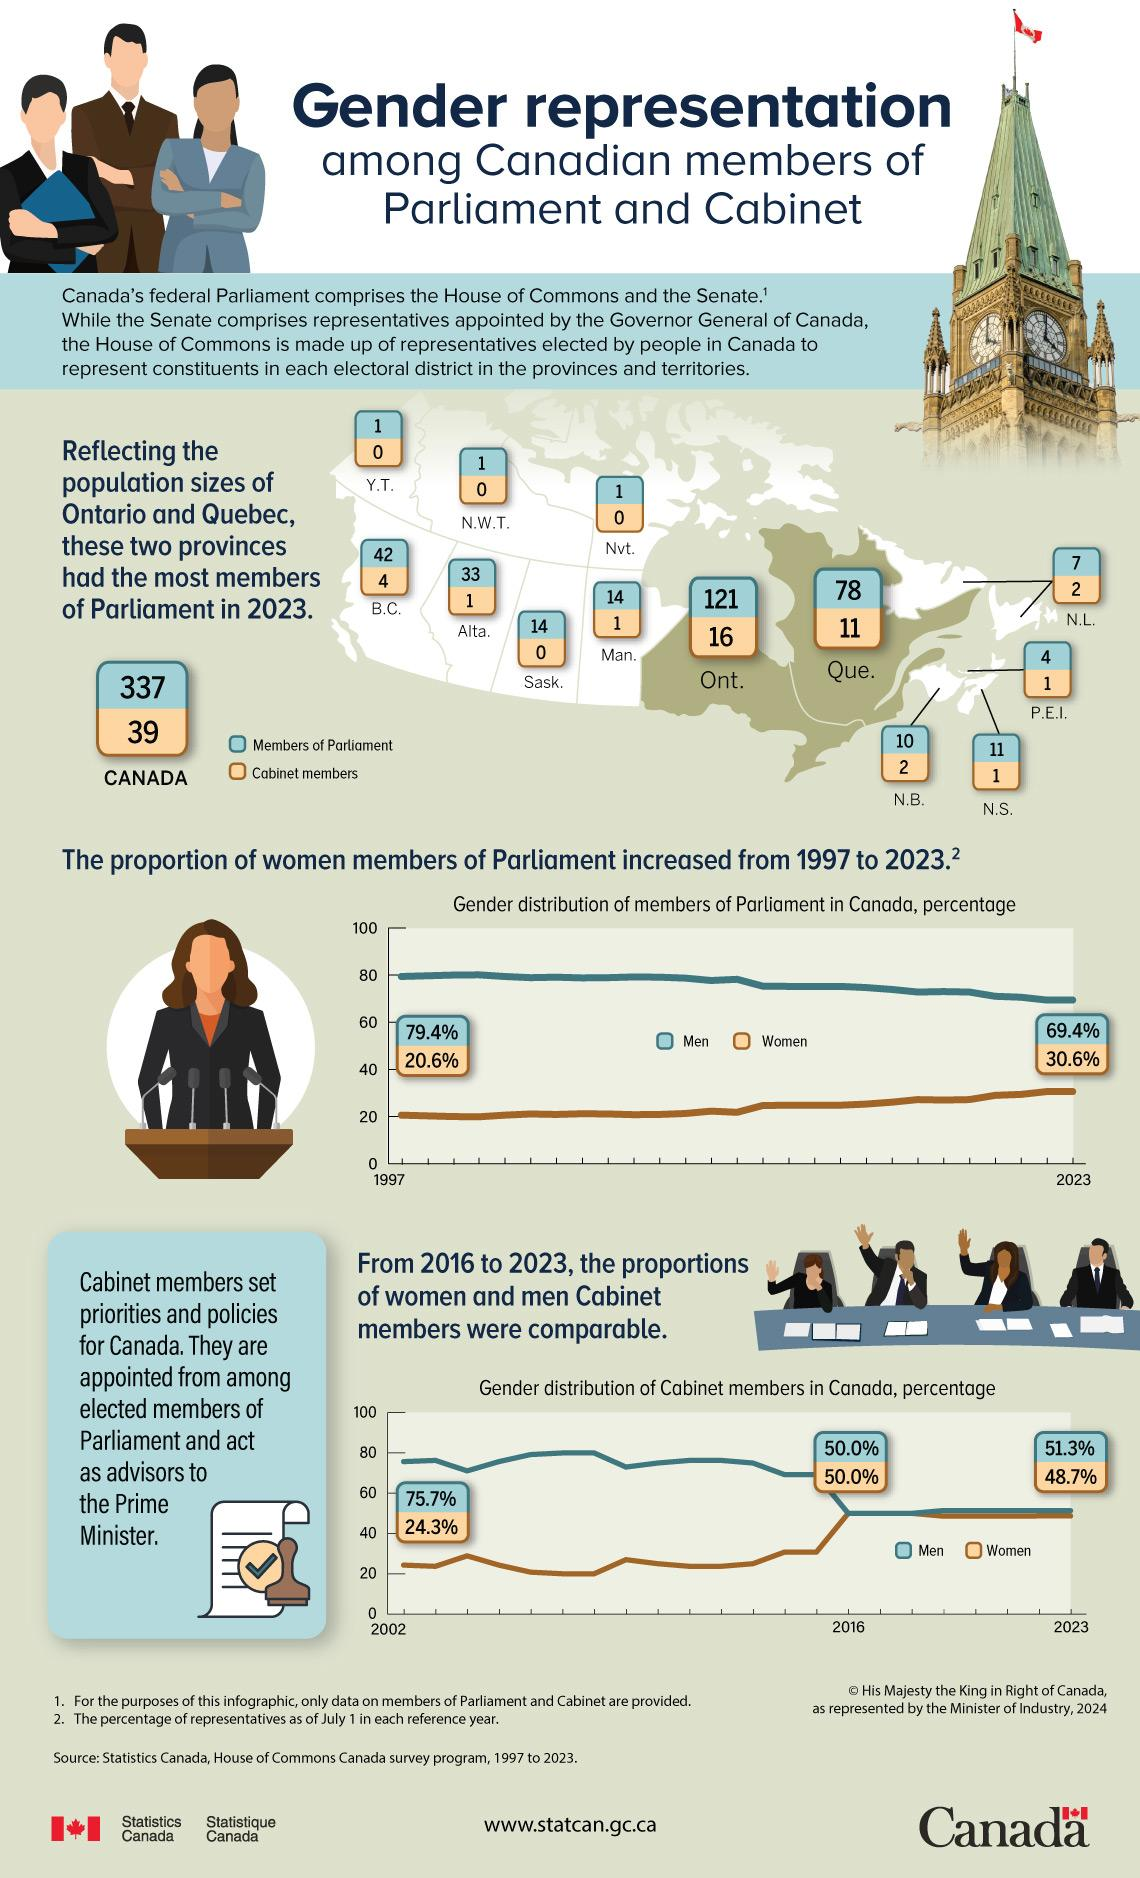 Gender representation
among Canadian members of
Parliament and Cabinet
Canada's federal Parliament comprises the House of Commons and the Senate.1
While the Senate comprises representatives appointed by the Governor General of Canada,
the House of Commons is made up of representatives elected by people in Canada to
represent constituents in each electoral district in the provinces and territories.
Reflecting the
population sizes of
Ontario and Quebec,
these two provinces
had the most members
of Parliament in 2023.
337
39
CANADA
Members of Parliament
Cabinet members
1
0
Y.T.
1
0
N.W.T.
1
0
Nvt.
42
4
B.C.
33
1
Alta.
14
0
Sask.
14
1
Man.
121
16
Ont.
78
11
Que.
7
2
N.L.
4
1
P.E.I.
10
2
N.B.
11
1
N.S.
The proportion of women members of Parliament increased from 1997 to 2023.2
Gender distribution of members of Parliament in Canada, percentage
100
80
60
40
20
0
79.4%
20.6%
Men
Women
69.4%
30.6%
1997
2023
Cabinet members set
priorities and policies
for Canada. They are
appointed from among
elected members of
Parliament and act
as advisors to
the Prime
Minister.
From 2016 to 2023, the proportions
of women and men Cabinet
members were comparable.
Gender distribution of Cabinet members in Canada, percentage
100
80
60
40
20
0
75.7%
24.3%
50.0%
50.0%
51.3%
48.7%
Men
Women
2002
2016
2023
1. For the purposes of this infographic, only data on members of Parliament and Cabinet are provided.
2. The percentage of representatives as of July 1 in each reference year.
© His Majesty the King in Right of Canada,
as represented by the Minister of Industry, 2024
Source: Statistics Canada, House of Commons Canada survey program, 1997 to 2023.
Statistics
Canada
Statistique
Canada
www.statcan.gc.ca
Canada